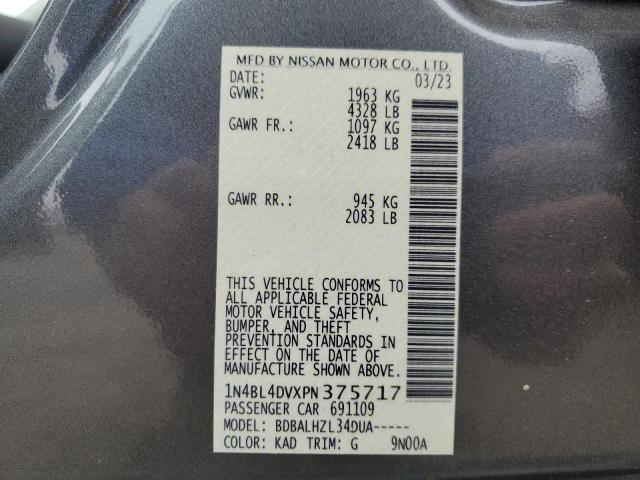 MFD BY NISSAN MOTOR CO., LTD.
DATE: 03/23
GVWR: 1963 KG
4328 LB
GAWR FR.: 1097 KG
2418 LB
GAWR RR.: 945 KG
2083 LB
THIS VEHICLE CONFORMS TO
ALL APPLICABLE FEDERAL
MOTOR VEHICLE SAFETY,
BUMPER, AND THEFT
PREVENTION STANDARDS IN
EFFECT ON THE DATE OF
MANUFACTURE SHOWN ABOVE.
1N4BL4DVXPN375717
PASSENGER CAR 691109
MODEL: BDBALHZL34DUA-----
COLOR: KAD TRIM: G 9N00A